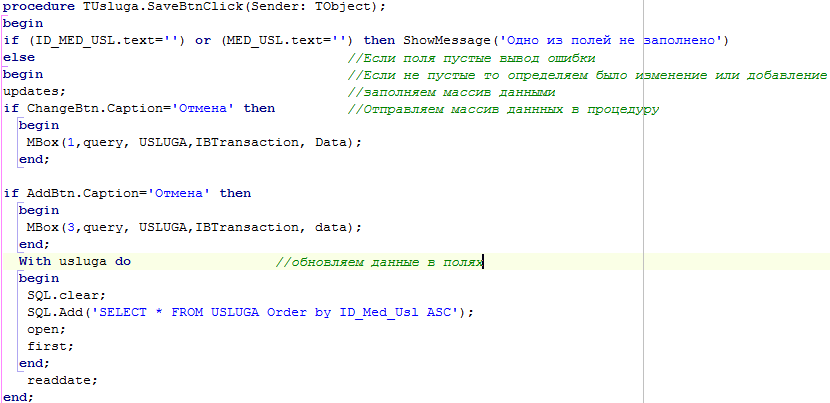 procedure TUsluga.SaveBtnClick(Sender: TObject);
begin
if (ID_MED_USL.text='') or (MED_USL.text='') then ShowMessage('Одно из полей не заполнено')
else //Если поля пустые вывод ошибки
begin //Если не пустые то определяем было изменение или добавление
updates; //заполняем массив данными
if ChangeBtn.Caption='Отмена' then //Отправляем массив даннных в процедуру
begin
MBox(1,query, USLUGA,IBTransaction, Data);
end;
if AddBtn.Caption='Отмена' then
begin
MBox(3,query, USLUGA,IBTransaction, data);
end;
With usluga do //обновляем данные в полях
begin
SQL.clear;
SQL.Add('SELECT * FROM USLUGA Order by ID_Med_Usl ASC');
open;
first;
end;
readdate;
end;